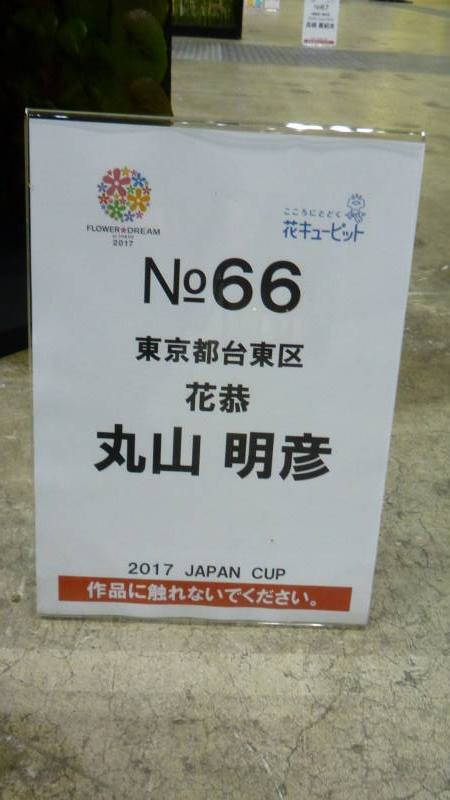 No67
FLOWER★DREAM
2017
こころにとどく
花キューピット
№66
東京都台東区
花恭
丸山 明彦
2017 JAPAN CUP
作品に触れないでください。